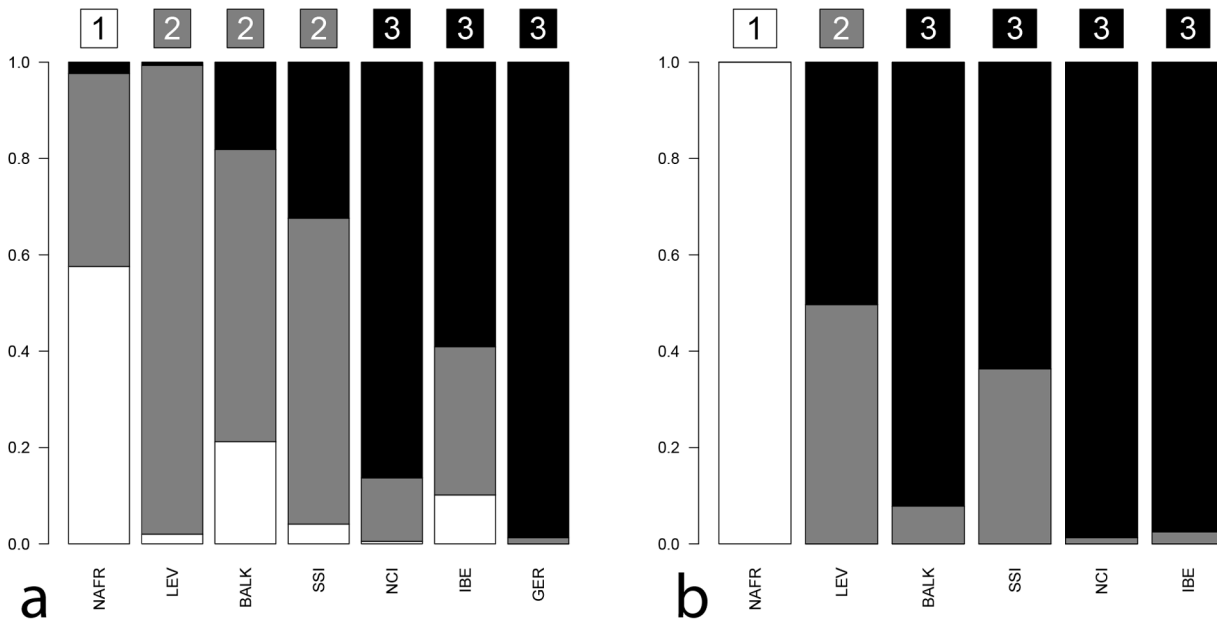 1 2 2 2 3 3 3
1.0
0.8
0.6
0.4
0.2
0.0
NAFR LEV BALK SSI NCI IBE GER
a
1 2 3 3 3 3
1.0
0.8
0.6
0.4
0.2
0.0
NAFR LEV BALK SSI NCI IBE
b